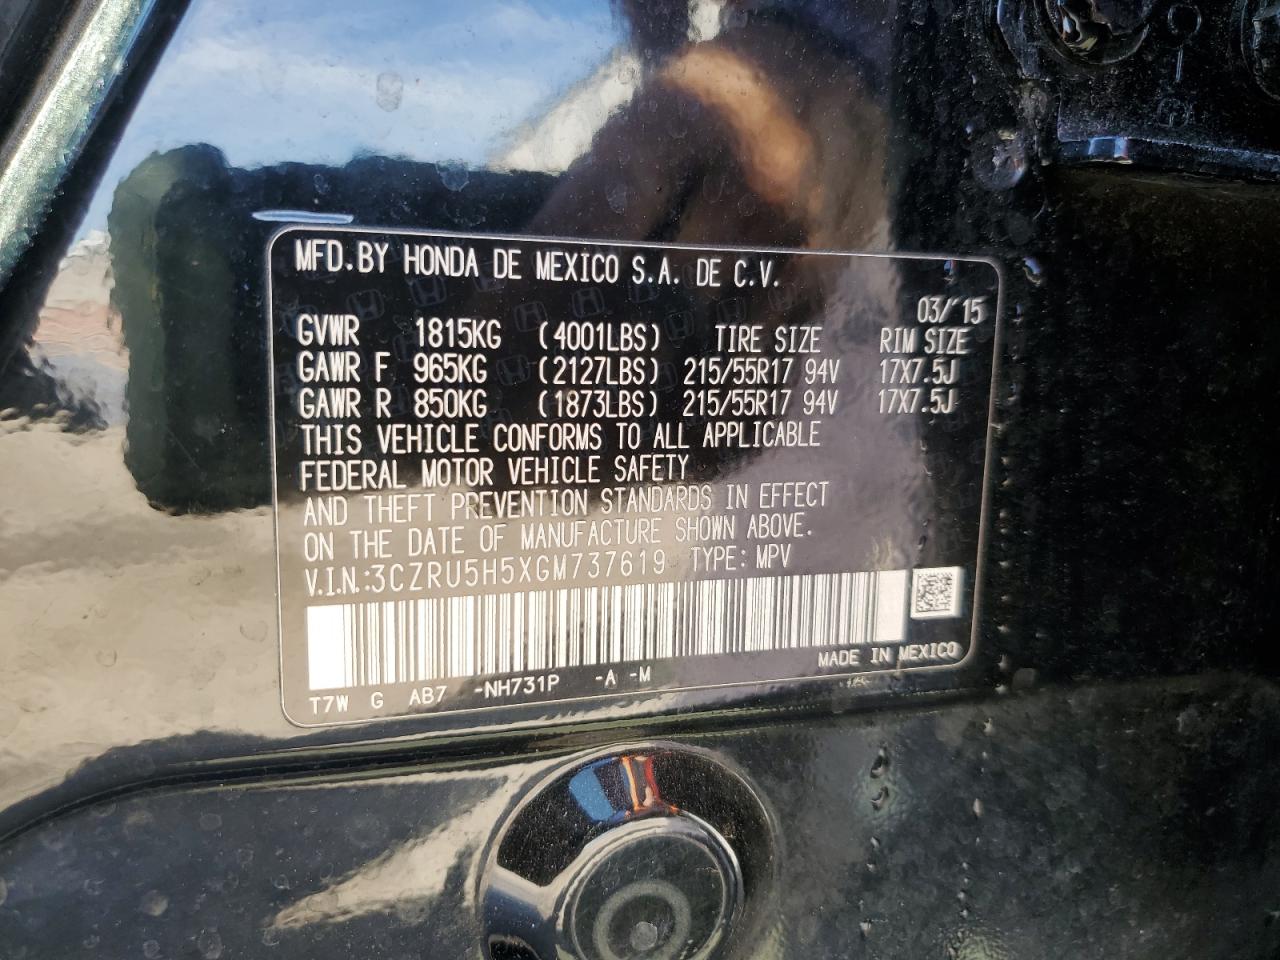 MFD.BY HONDA DE MEXICO S.A. DE C.V.
03/'15
GVWR 1815KG (4001LBS) TIRE SIZE RIM SIZE
GAWR F 965KG (2127LBS) 215/55R17 94V 17X7.5J
GAWR R 850KG (1873LBS) 215/55R17 94V 17X7.5J
THIS VEHICLE CONFORMS TO ALL APPLICABLE
FEDERAL MOTOR VEHICLE SAFETY
AND THEFT PREVENTION STANDARDS IN EFFECT
ON THE DATE OF MANUFACTURE SHOWN ABOVE.
V.I.N.:3CZRU5H5XGM737619 TYPE: MPV
MADE IN MEXICO
T7W G AB7 -NH731P -A -M